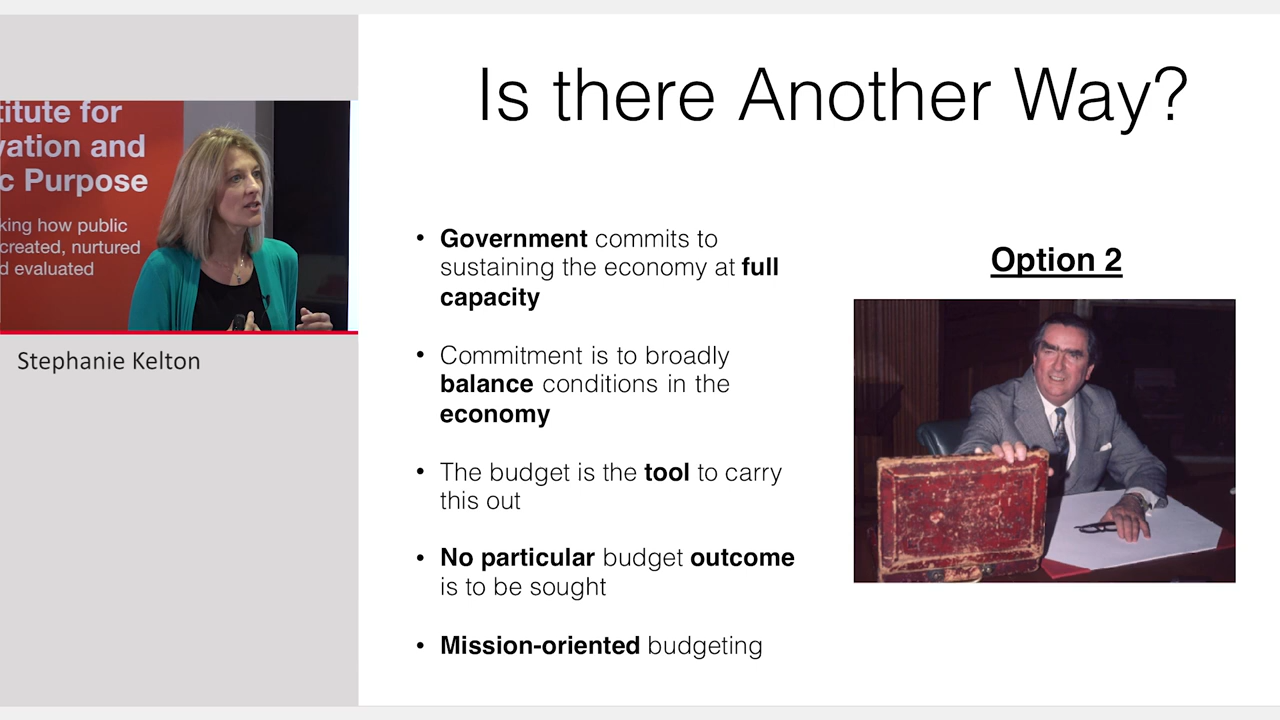 titute for
vation and
c Purpose
king how public
created, nurtured
d evaluated
Stephanie Kelton
Is there Another Way?
• Government commits to
sustaining the economy at full
capacity
• Commitment is to broadly
balance conditions in the
economy
• The budget is the tool to carry
this out
• No particular budget outcome
is to be sought
• Mission-oriented budgeting
Option 2